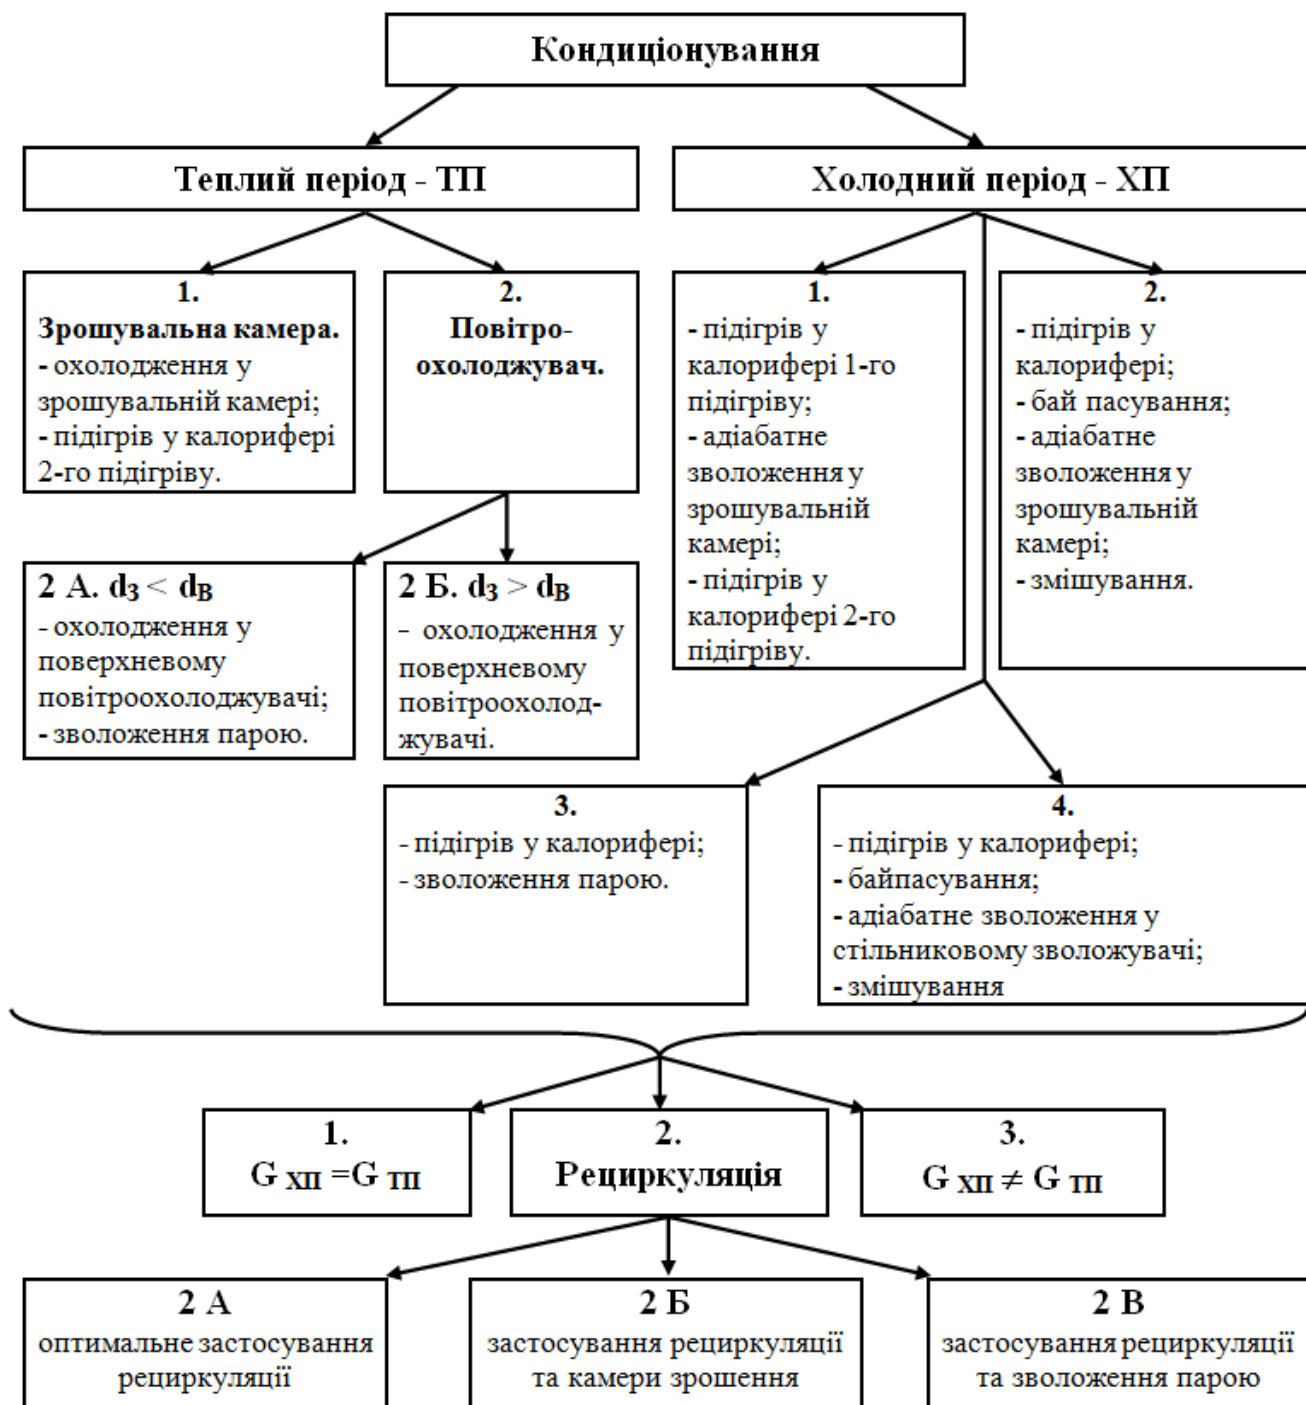 Кондиціонування
Теплий період - ТП
Холодний період - ХП
1.
Зрошувальна камера.
- охолодження у
зрошувальній камері;
- підігрів у калорифері
2-го підігріву.
2.
Повітро-
охолоджувач.
1.
- підігрів у
калорифері 1-го
підігріву;
- адіабатне
зволоження у
зрошувальній
камері;
- підігрів у
калорифері 2-го
підігріву.
2.
- підігрів у
калорифері;
- бай пасування;
- адіабатне
зволоження у
зрошувальній
камері;
- змішування.
2 А. dЗ < dВ
- охолодження у
поверхневому
повітроохолоджувачі;
- зволоження парою.
2 Б. dЗ > dВ
- охолодження у
поверхневому
повітроохолод-
жувачі.
3.
- підігрів у калорифері;
- зволоження парою.
4.
- підігрів у калорифері;
- байпасування;
- адіабатне зволоження у
стільниковому зволожувачі;
- змішування
1.
G ХП =G ТП
2.
Рециркуляція
3.
G ХП ≠ G ТП
2 А
оптимальне застосування
рециркуляції
2 Б
застосування рециркуляції
та камери зрошення
2 В
застосування рециркуляції
та зволоження парою